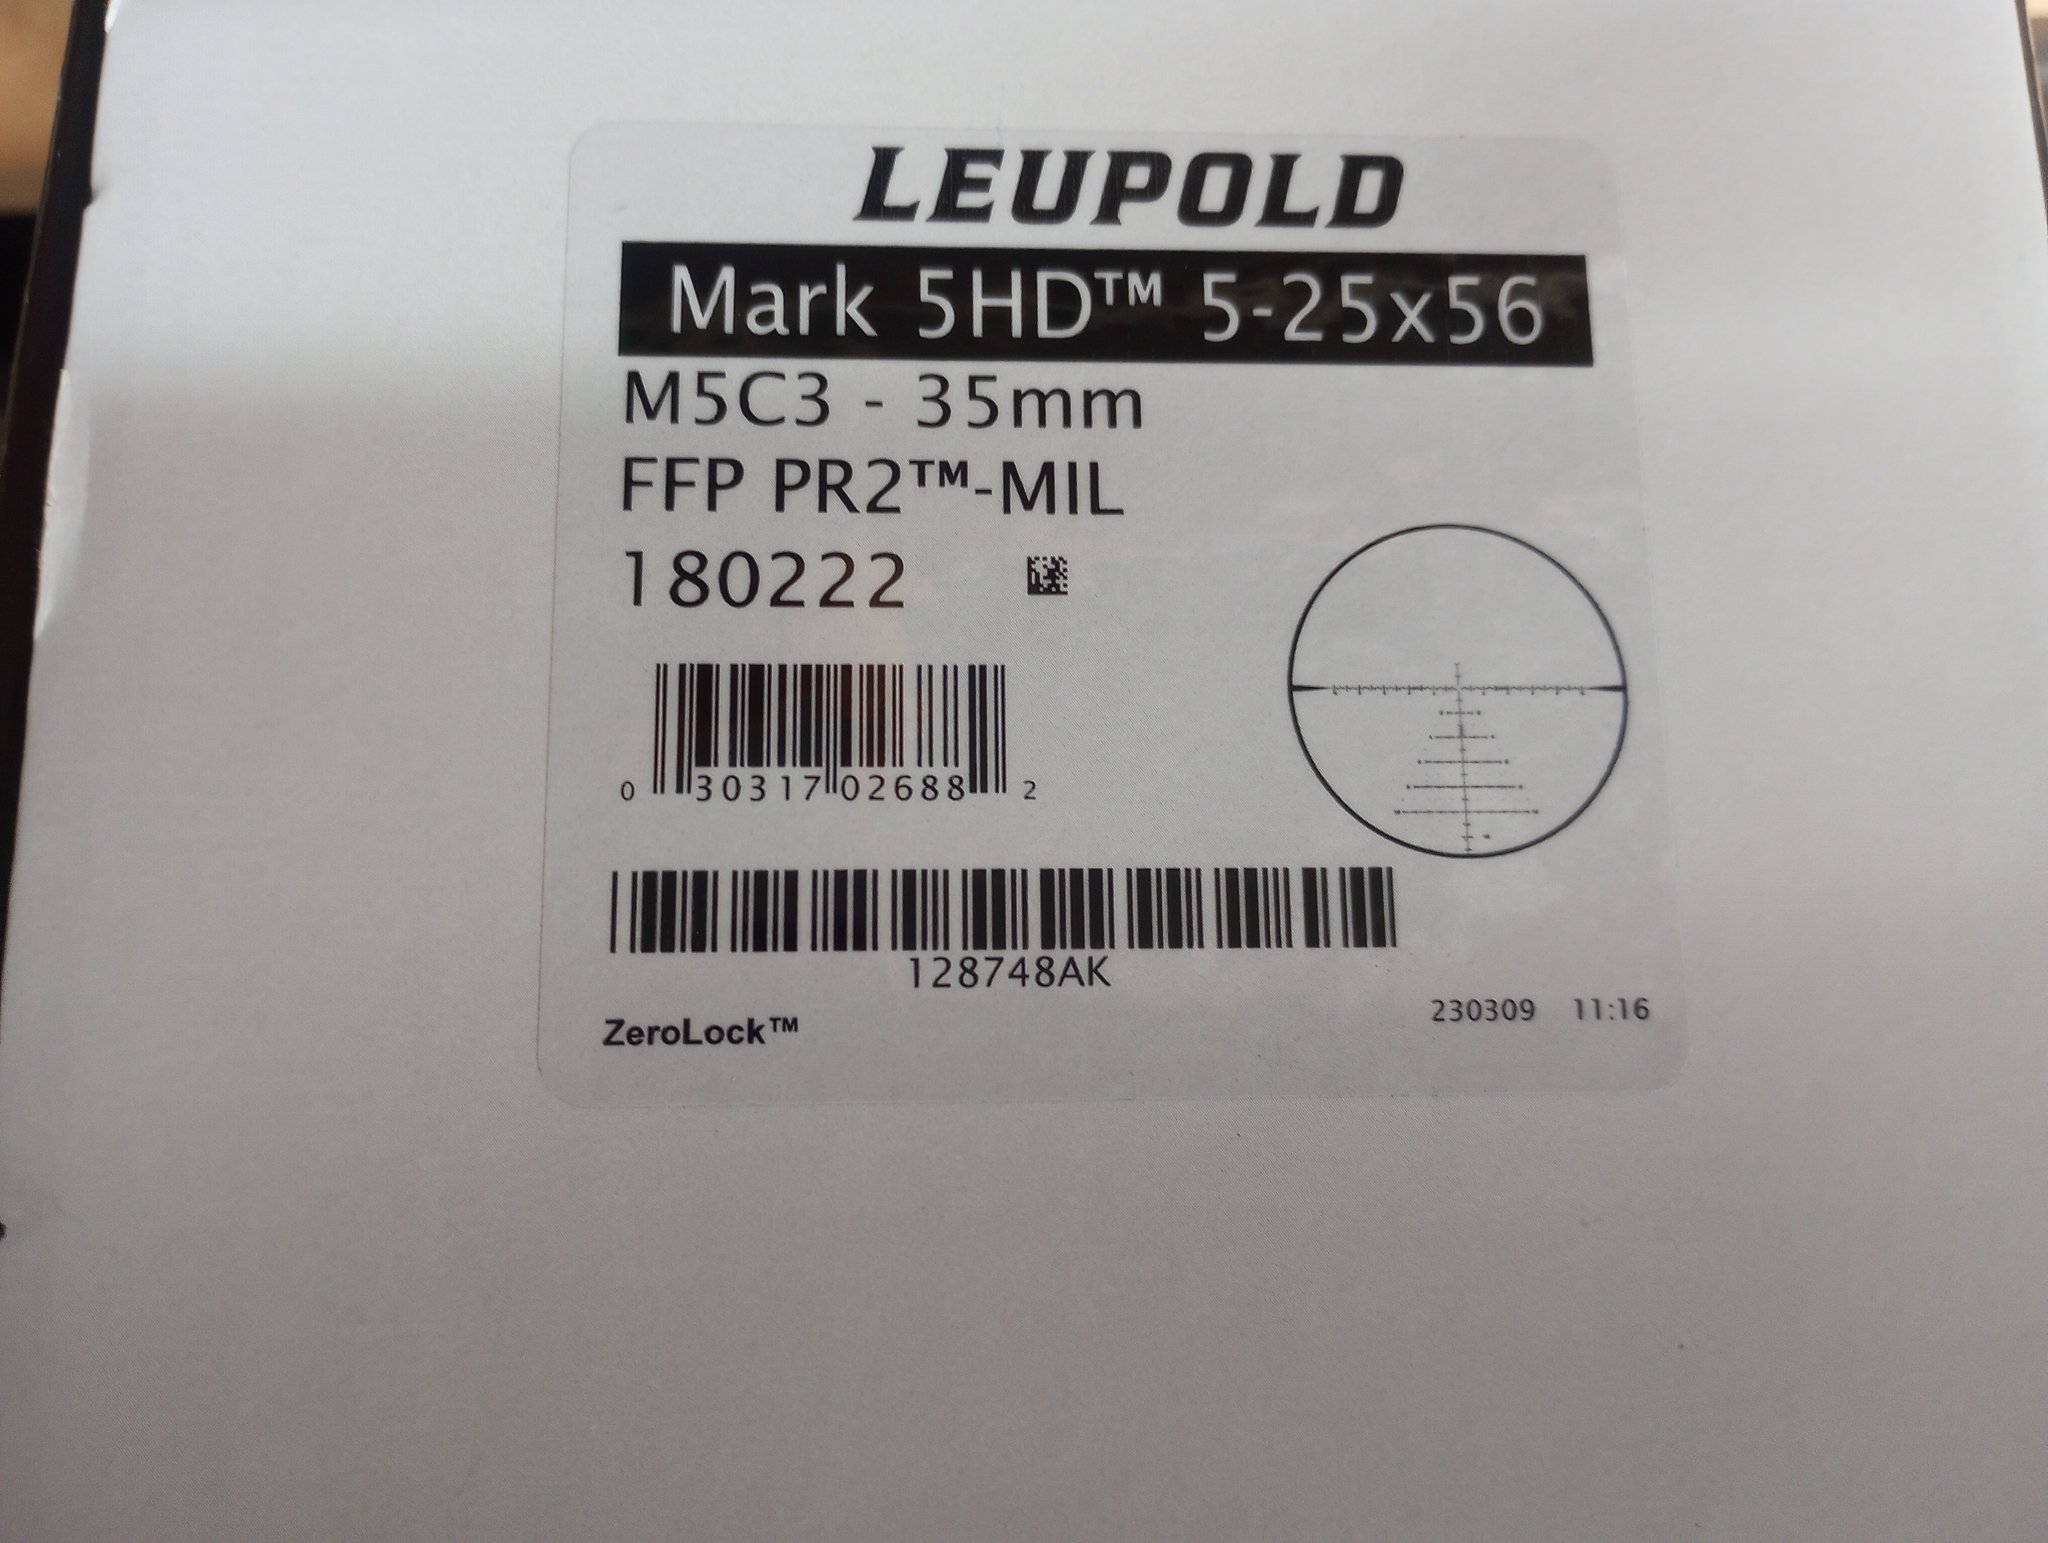 LEUPOLD
Mark 5HD™ 5-25x56
M5C3 - 35mm
FFP PR2™-MIL
180222
0 30317 02688 2
128748AK
ZeroLock™
230309 11:16